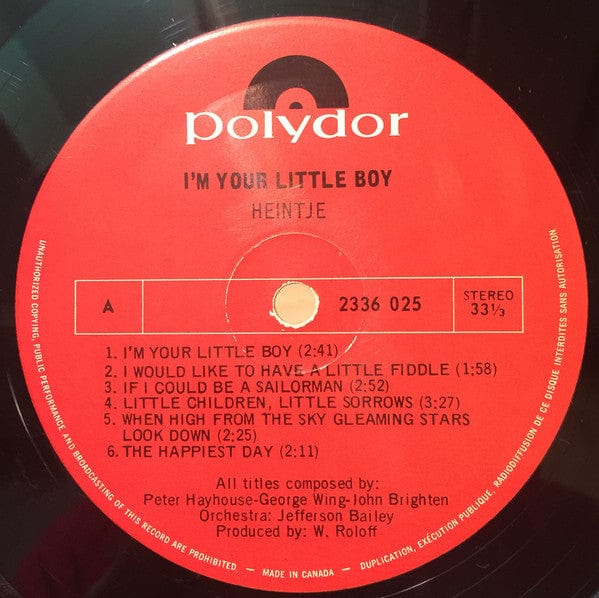 polydor
I'M YOUR LITTLE BOY
HEINTJE
A
2336 025
STEREO
33 1/3
1. I'M YOUR LITTLE BOY (2:41)
2. I WOULD LIKE TO HAVE A LITTLE FIDDLE (1:58)
3. IF I COULD BE A SAILORMAN (2:52)
4. LITTLE CHILDREN, LITTLE SORROWS (3:27)
5. WHEN HIGH FROM THE SKY GLEAMING STARS
LOOK DOWN (2:25)
6. THE HAPPIEST DAY (2:11)
All titles composed by:
Peter Hayhouse-George Wing-John Brighten
Orchestra: Jefferson Bailey
Produced by: W. Roloff
UNAUTHORIZED COPYING, PUBLIC PERFORMANCE AND BROADCASTING OF THIS RECORD ARE PROHIBITED – MADE IN CANADA – DUPLICATION, EXÉCUTION PUBLIQUE, RADIODIFFUSION DE CE DISQUE INTERDITES SANS AUTORISATION